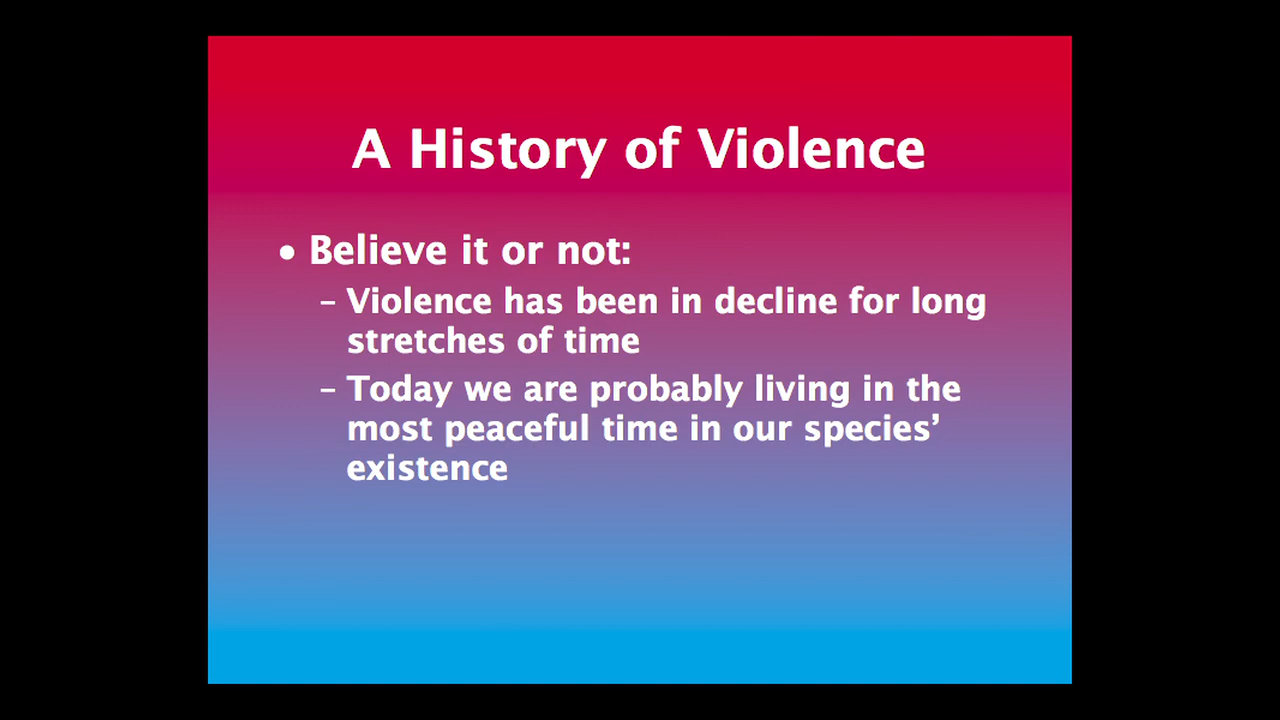 A History of Violence
• Believe it or not:
– Violence has been in decline for long
stretches of time
– Today we are probably living in the
most peaceful time in our species’
existence